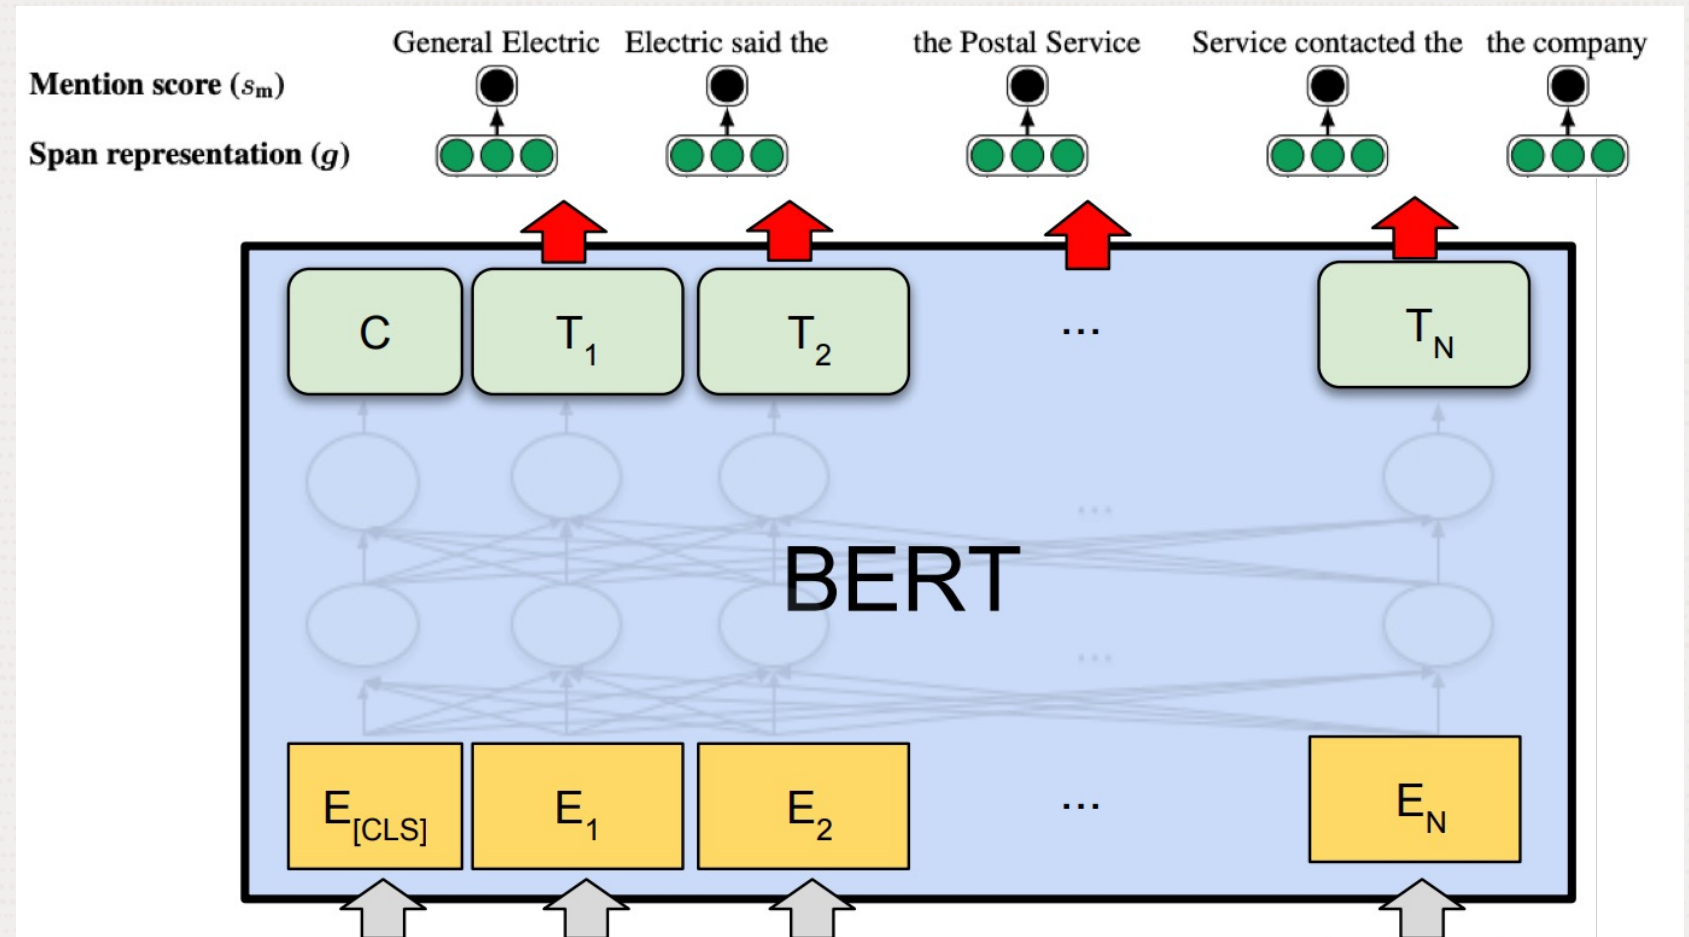 General Electric Electric said the the Postal Service Service contacted the the company
Mention score (sm)
Span representation (g)
C T1 T2 ... TN
...
BERT
...
E[CLS] E1 E2 ... EN